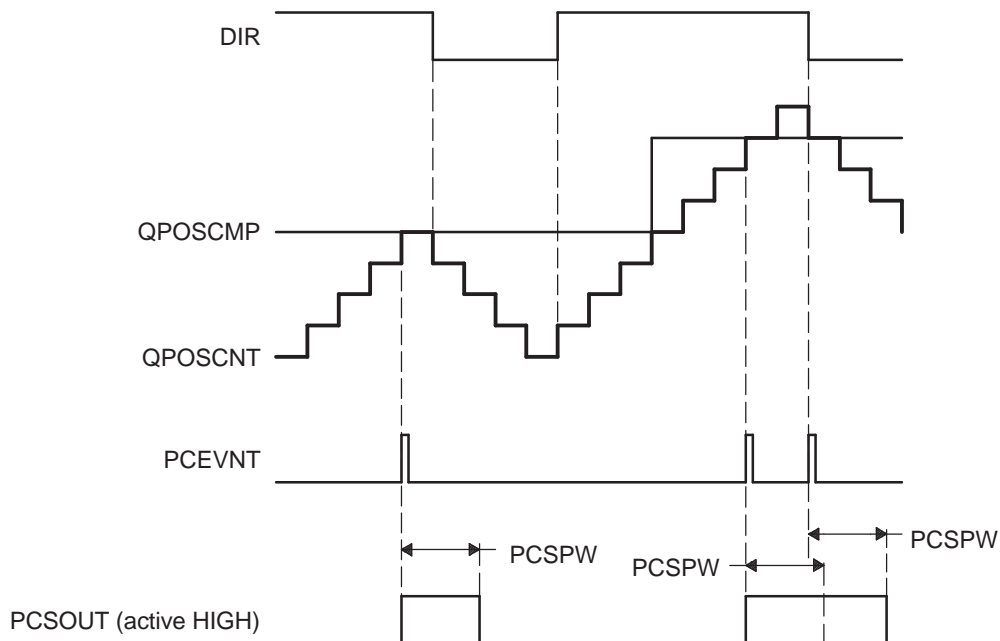 DIR
QPOSCMP
QPOSCNT
PCEVNT
PCSPW
PCSPW
PCSPW
PCSOUT (active HIGH)